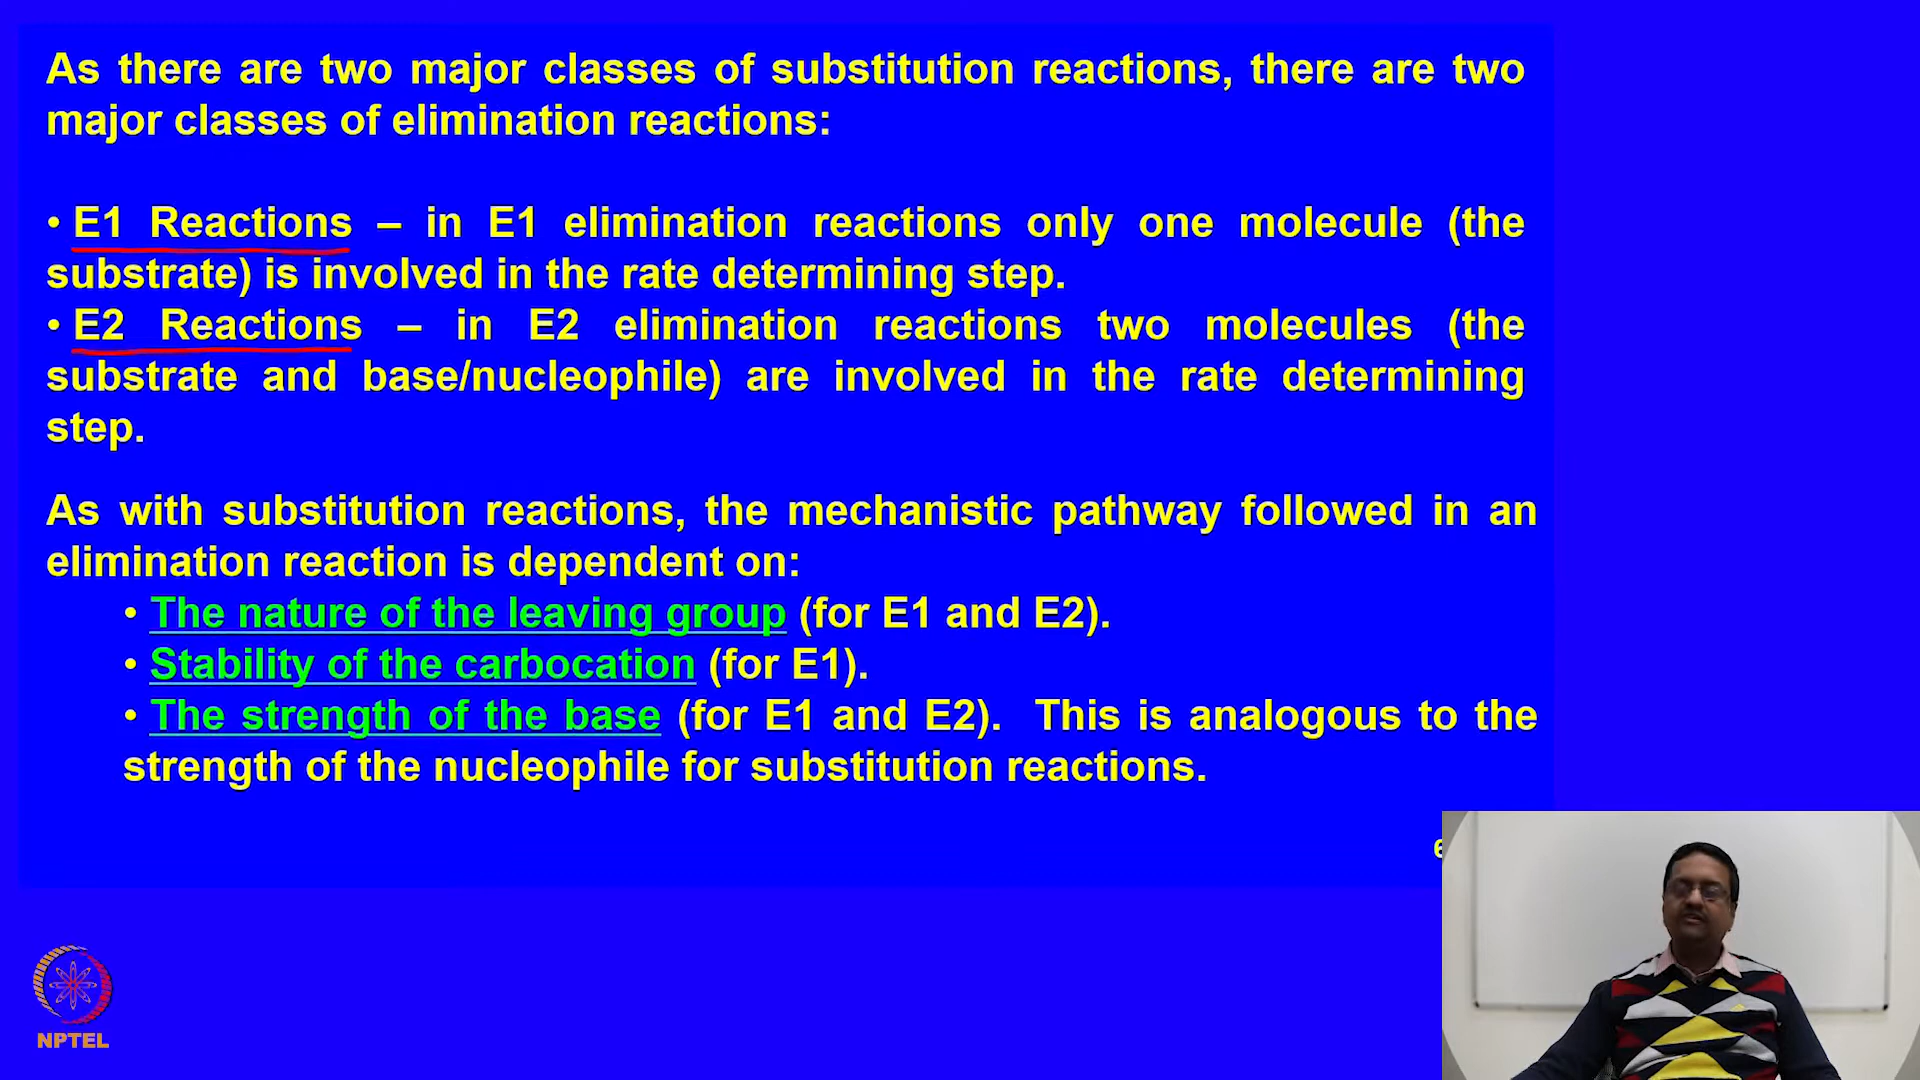 As there are two major classes of substitution reactions, there are two
major classes of elimination reactions:
• E1 Reactions – in E1 elimination reactions only one molecule (the
substrate) is involved in the rate determining step.
• E2 Reactions – in E2 elimination reactions two molecules (the
substrate and base/nucleophile) are involved in the rate determining
step.
As with substitution reactions, the mechanistic pathway followed in an
elimination reaction is dependent on:
• The nature of the leaving group (for E1 and E2).
• Stability of the carbocation (for E1).
• The strength of the base (for E1 and E2). This is analogous to the
strength of the nucleophile for substitution reactions.
NPTEL